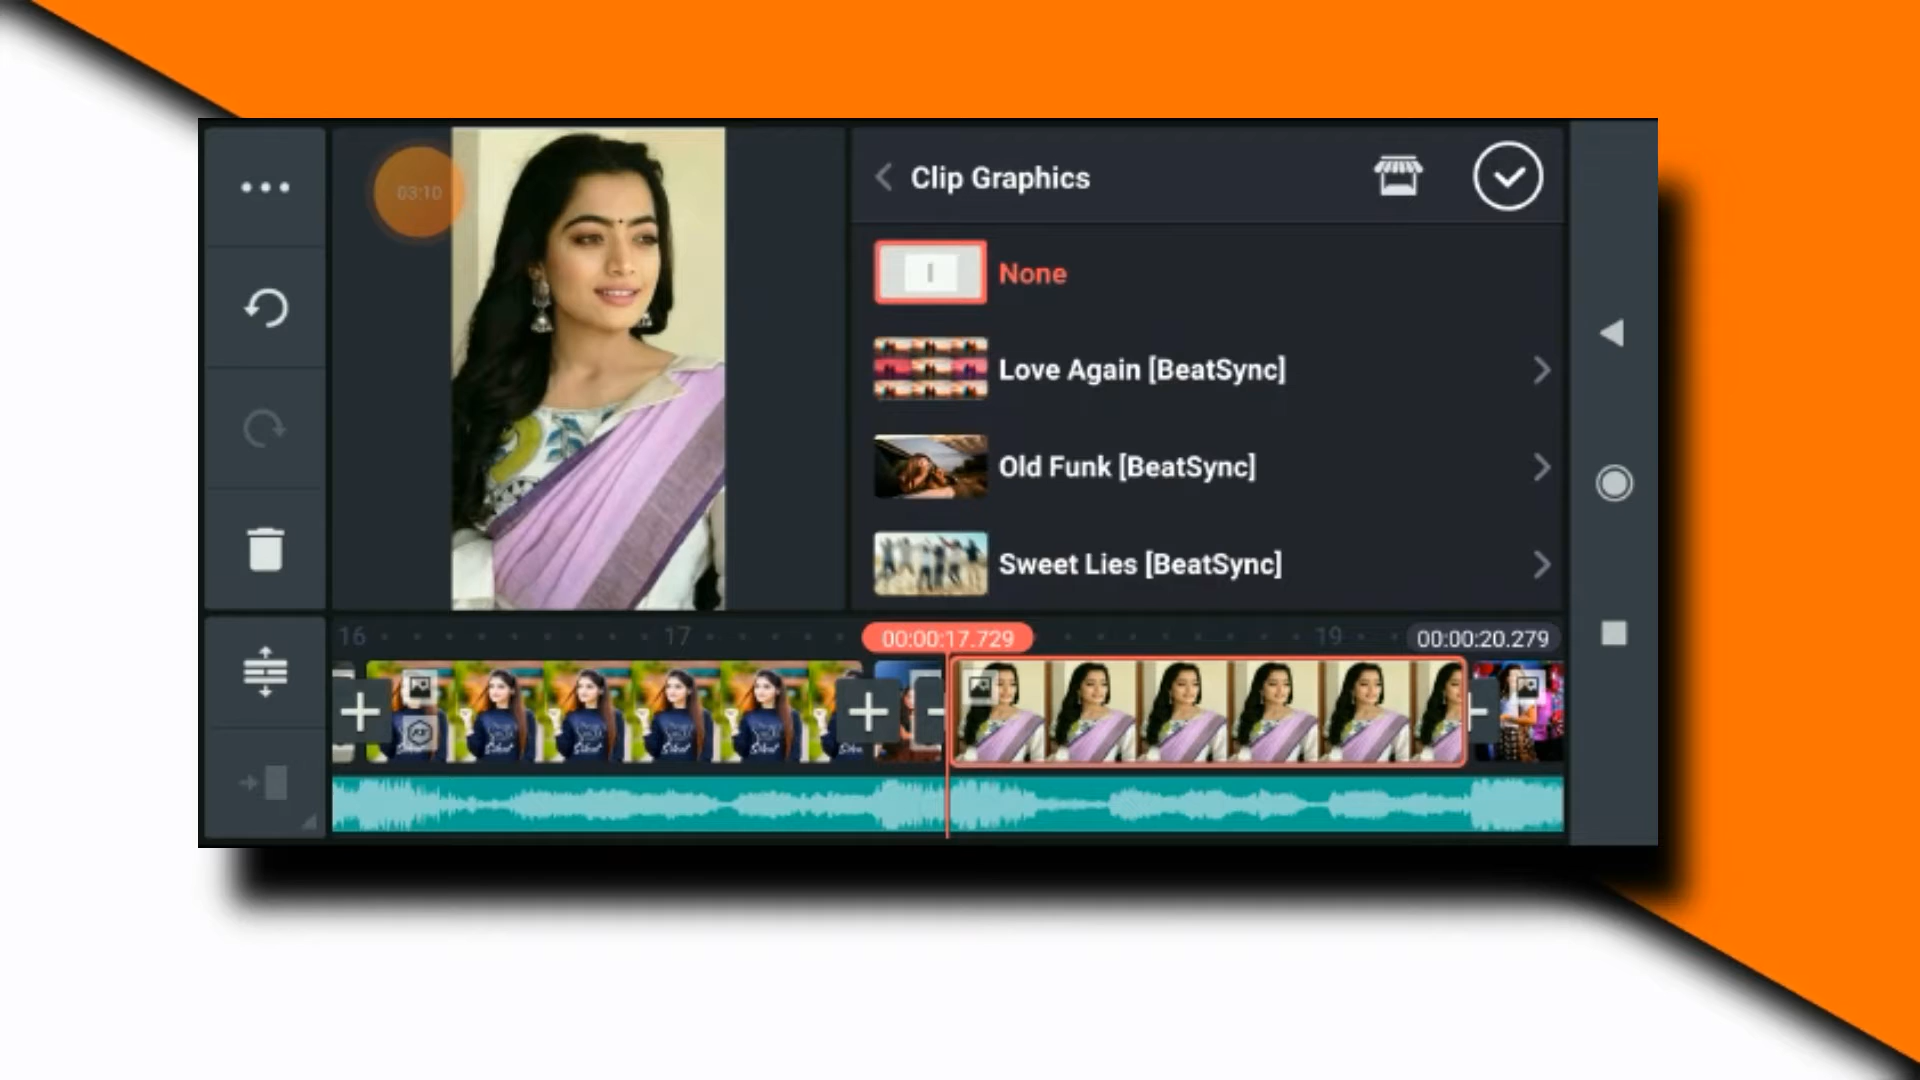 03:10
Clip Graphics
None
Love Again [BeatSync]
Old Funk [BeatSync]
Sweet Lies [BeatSync]
16
17
00:00:17.729
19
00:00:20.279